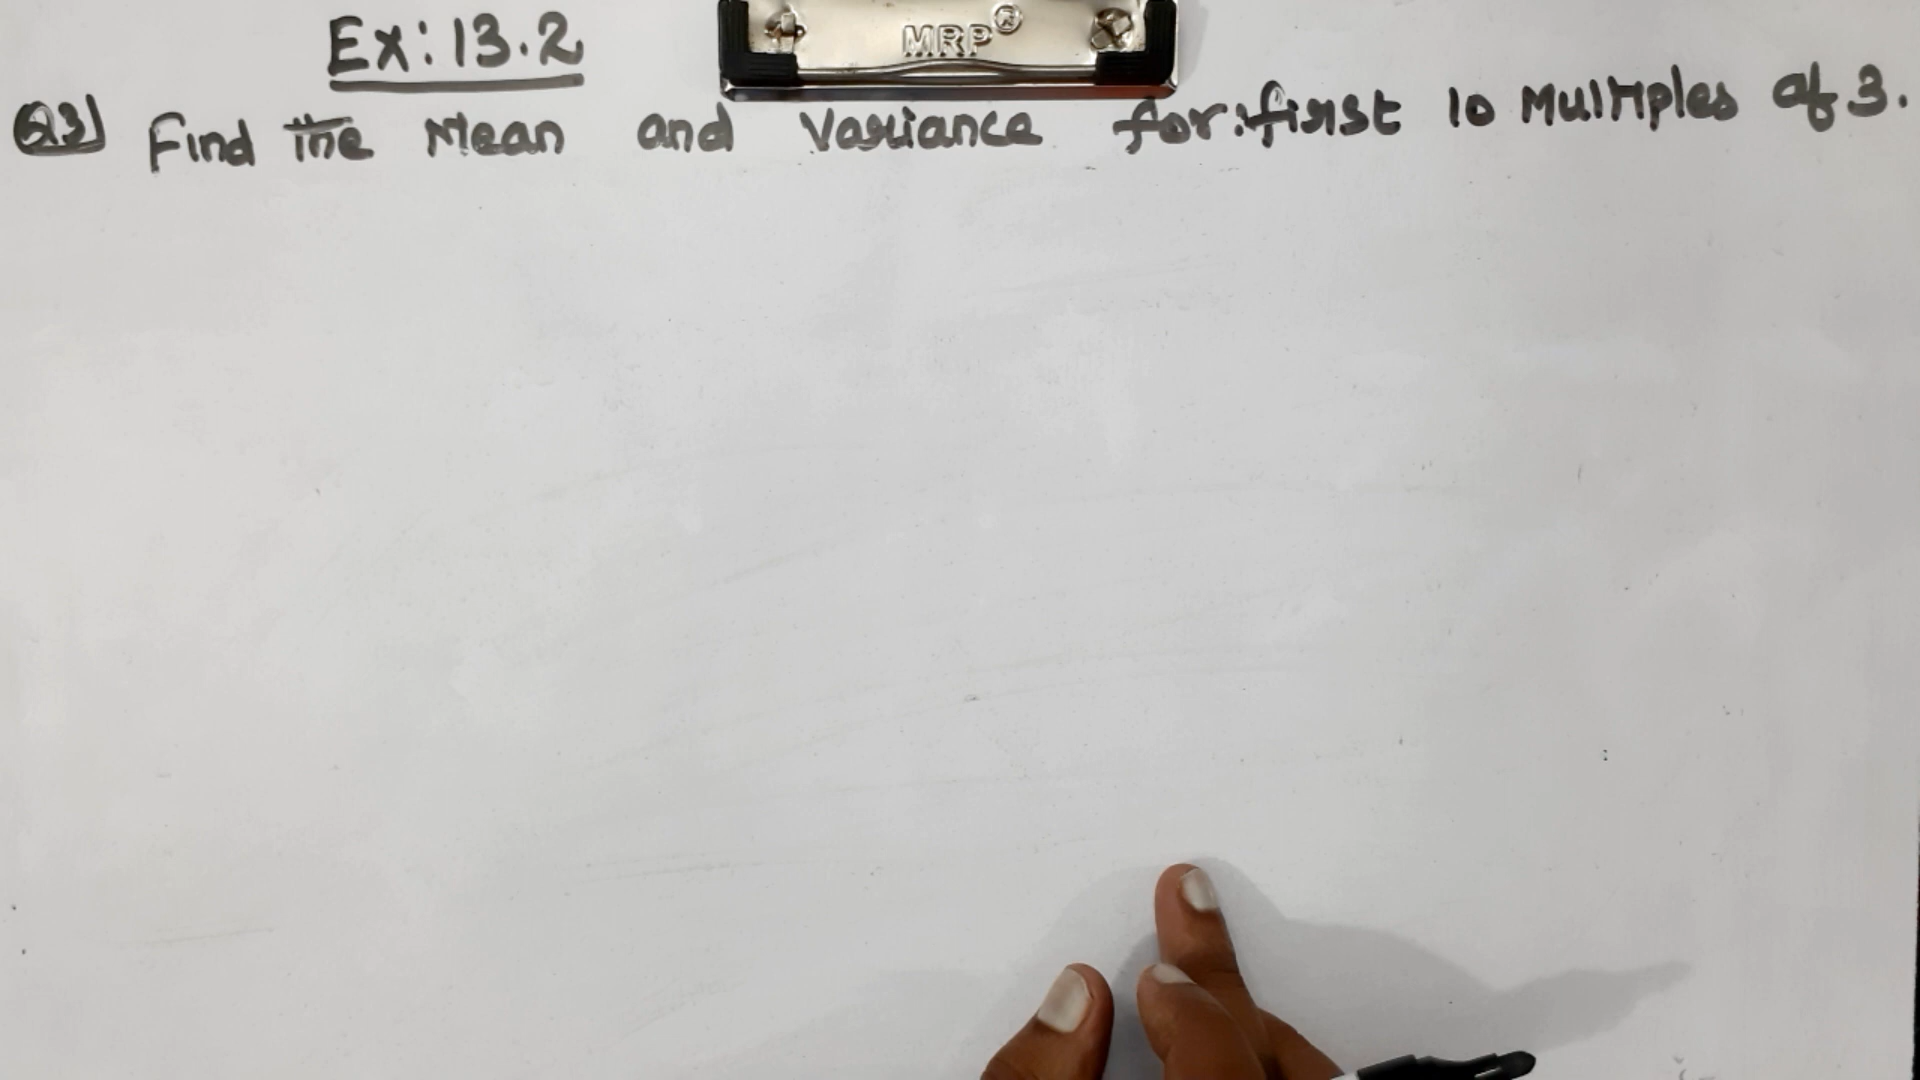 Ex: 13.2
MRP®
Q3) Find the Mean and Variance for: first 10 Multiples of 3.